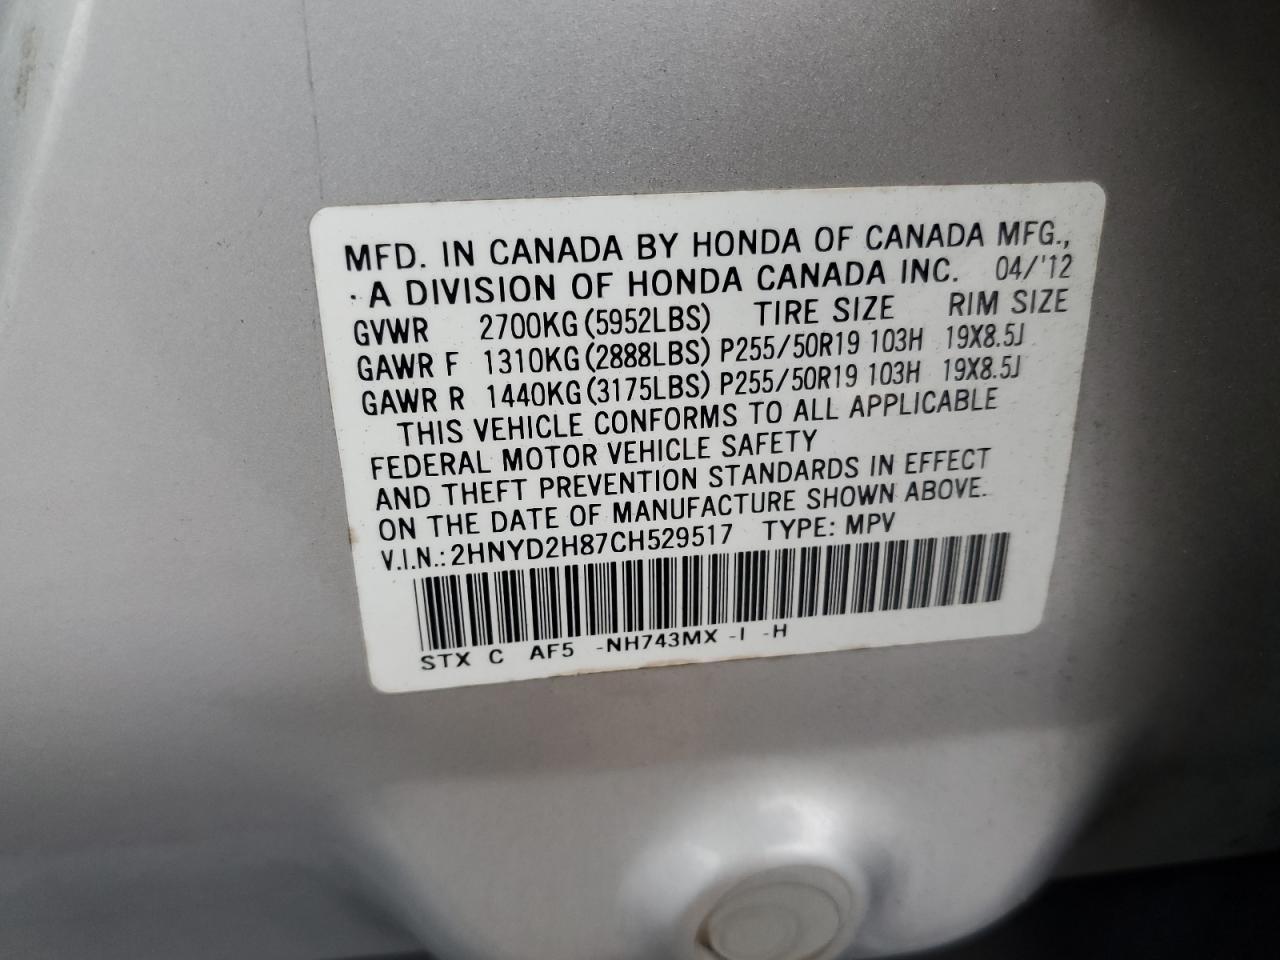 MFD. IN CANADA BY HONDA OF CANADA MFG.,
A DIVISION OF HONDA CANADA INC. 04/'12
GVWR 2700KG(5952LBS) TIRE SIZE RIM SIZE
GAWR F 1310KG(2888LBS) P255/50R19 103H 19X8.5J
GAWR R 1440KG(3175LBS) P255/50R19 103H 19X8.5J
THIS VEHICLE CONFORMS TO ALL APPLICABLE
FEDERAL MOTOR VEHICLE SAFETY
AND THEFT PREVENTION STANDARDS IN EFFECT
ON THE DATE OF MANUFACTURE SHOWN ABOVE.
V.I.N.: 2HNYD2H87CH529517 TYPE: MPV
STX C AF5 -NH743MX -I -H